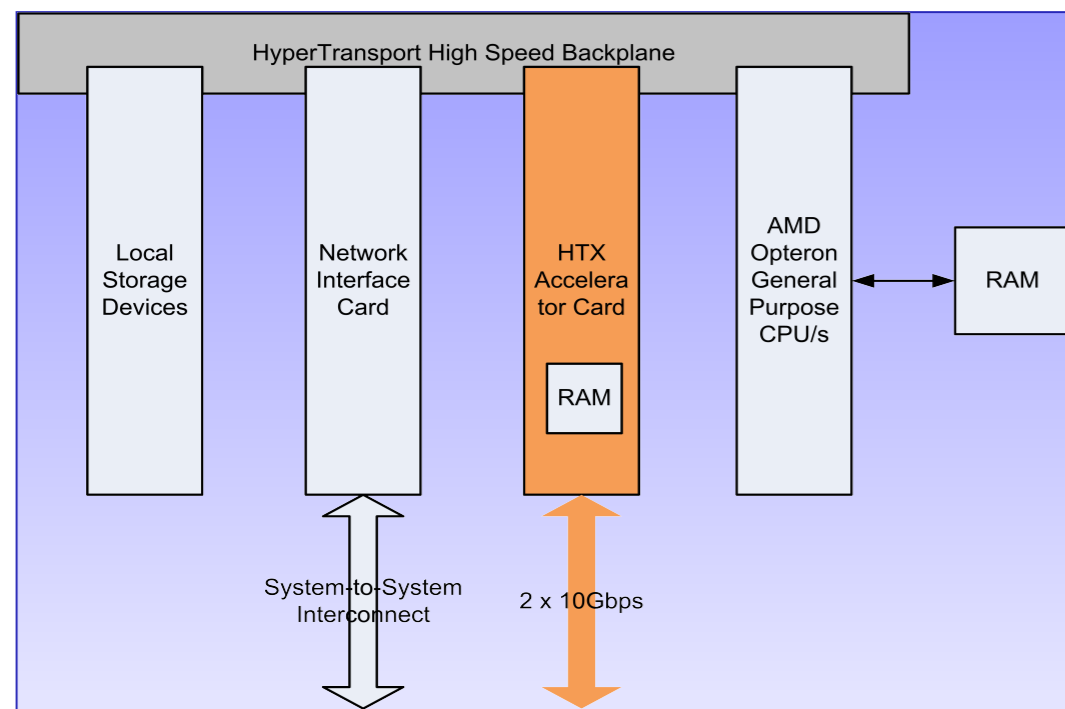 HyperTransport High Speed Backplane
Local
Storage
Devices
Network
Interface
Card
HTX
Accelera
tor Card
RAM
AMD
Opteron
General
Purpose
CPU/s
RAM
System-to-System
Interconnect
2 x 10Gbps